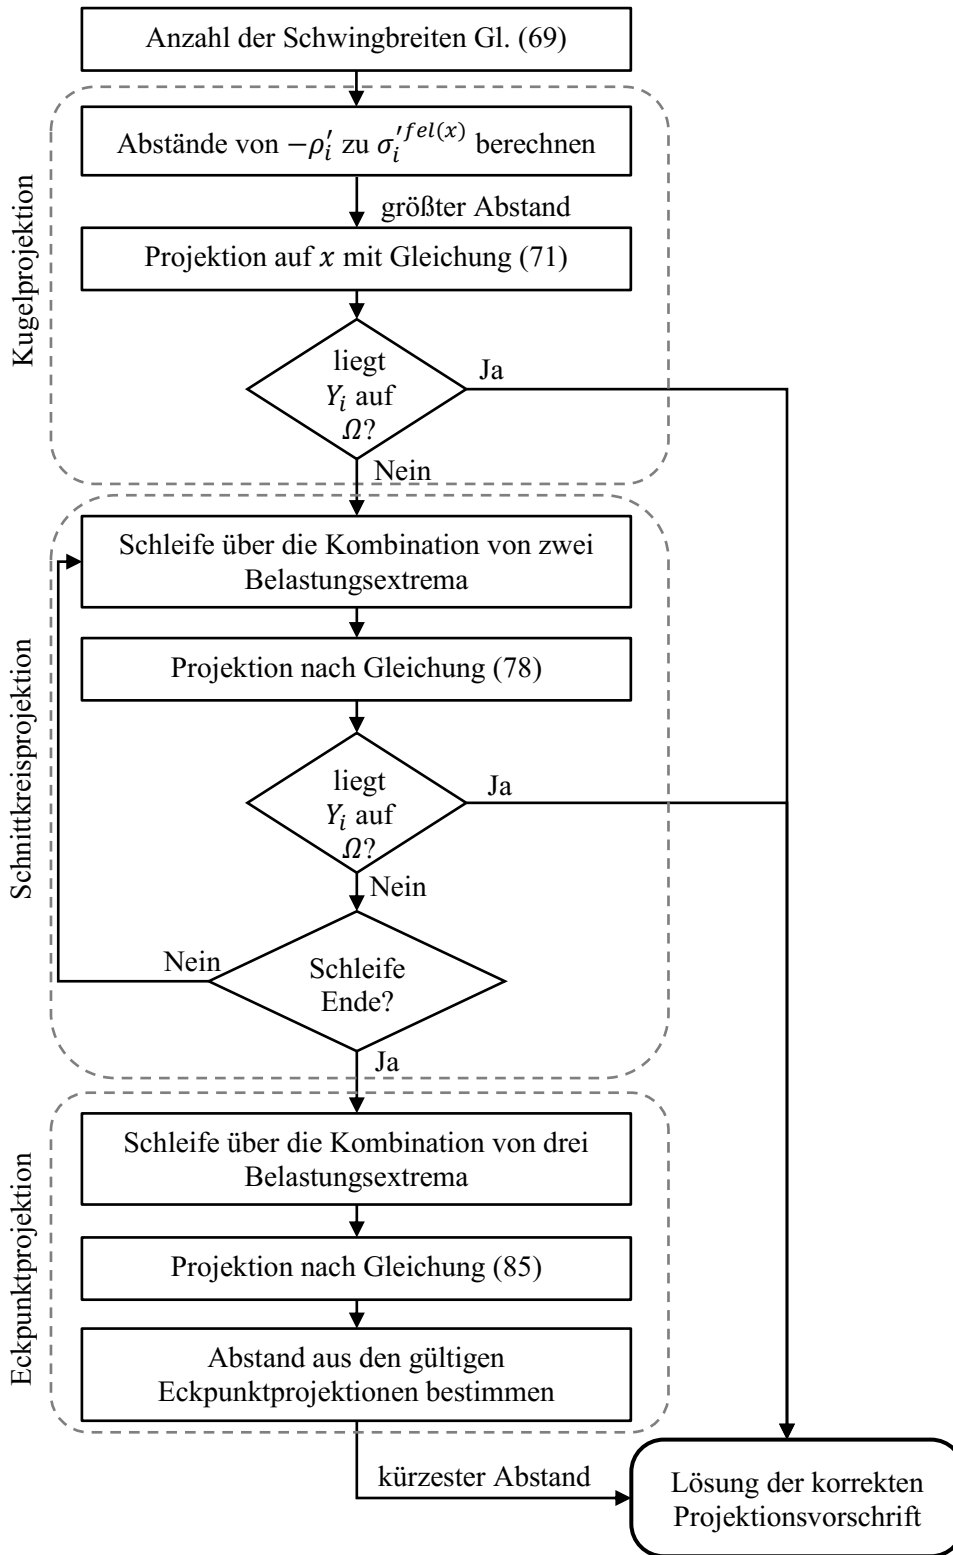 Anzahl der Schwingbreiten Gl. (69)
Kugelprojektion
Abstände von −ρ′ᵢ zu σ′ᵢ^fel(x) berechnen
größter Abstand
Projektion auf x mit Gleichung (71)
liegt
Yᵢ auf
Ω?
Ja
Nein
Schnittkreisprojektion
Schleife über die Kombination von zwei
Belastungsextrema
Projektion nach Gleichung (78)
liegt
Yᵢ auf
Ω?
Ja
Nein
Nein
Schleife
Ende?
Ja
Eckpunktprojektion
Schleife über die Kombination von drei
Belastungsextrema
Projektion nach Gleichung (85)
Abstand aus den gültigen
Eckpunktprojektionen bestimmen
kürzester Abstand
Lösung der korrekten
Projektionsvorschrift